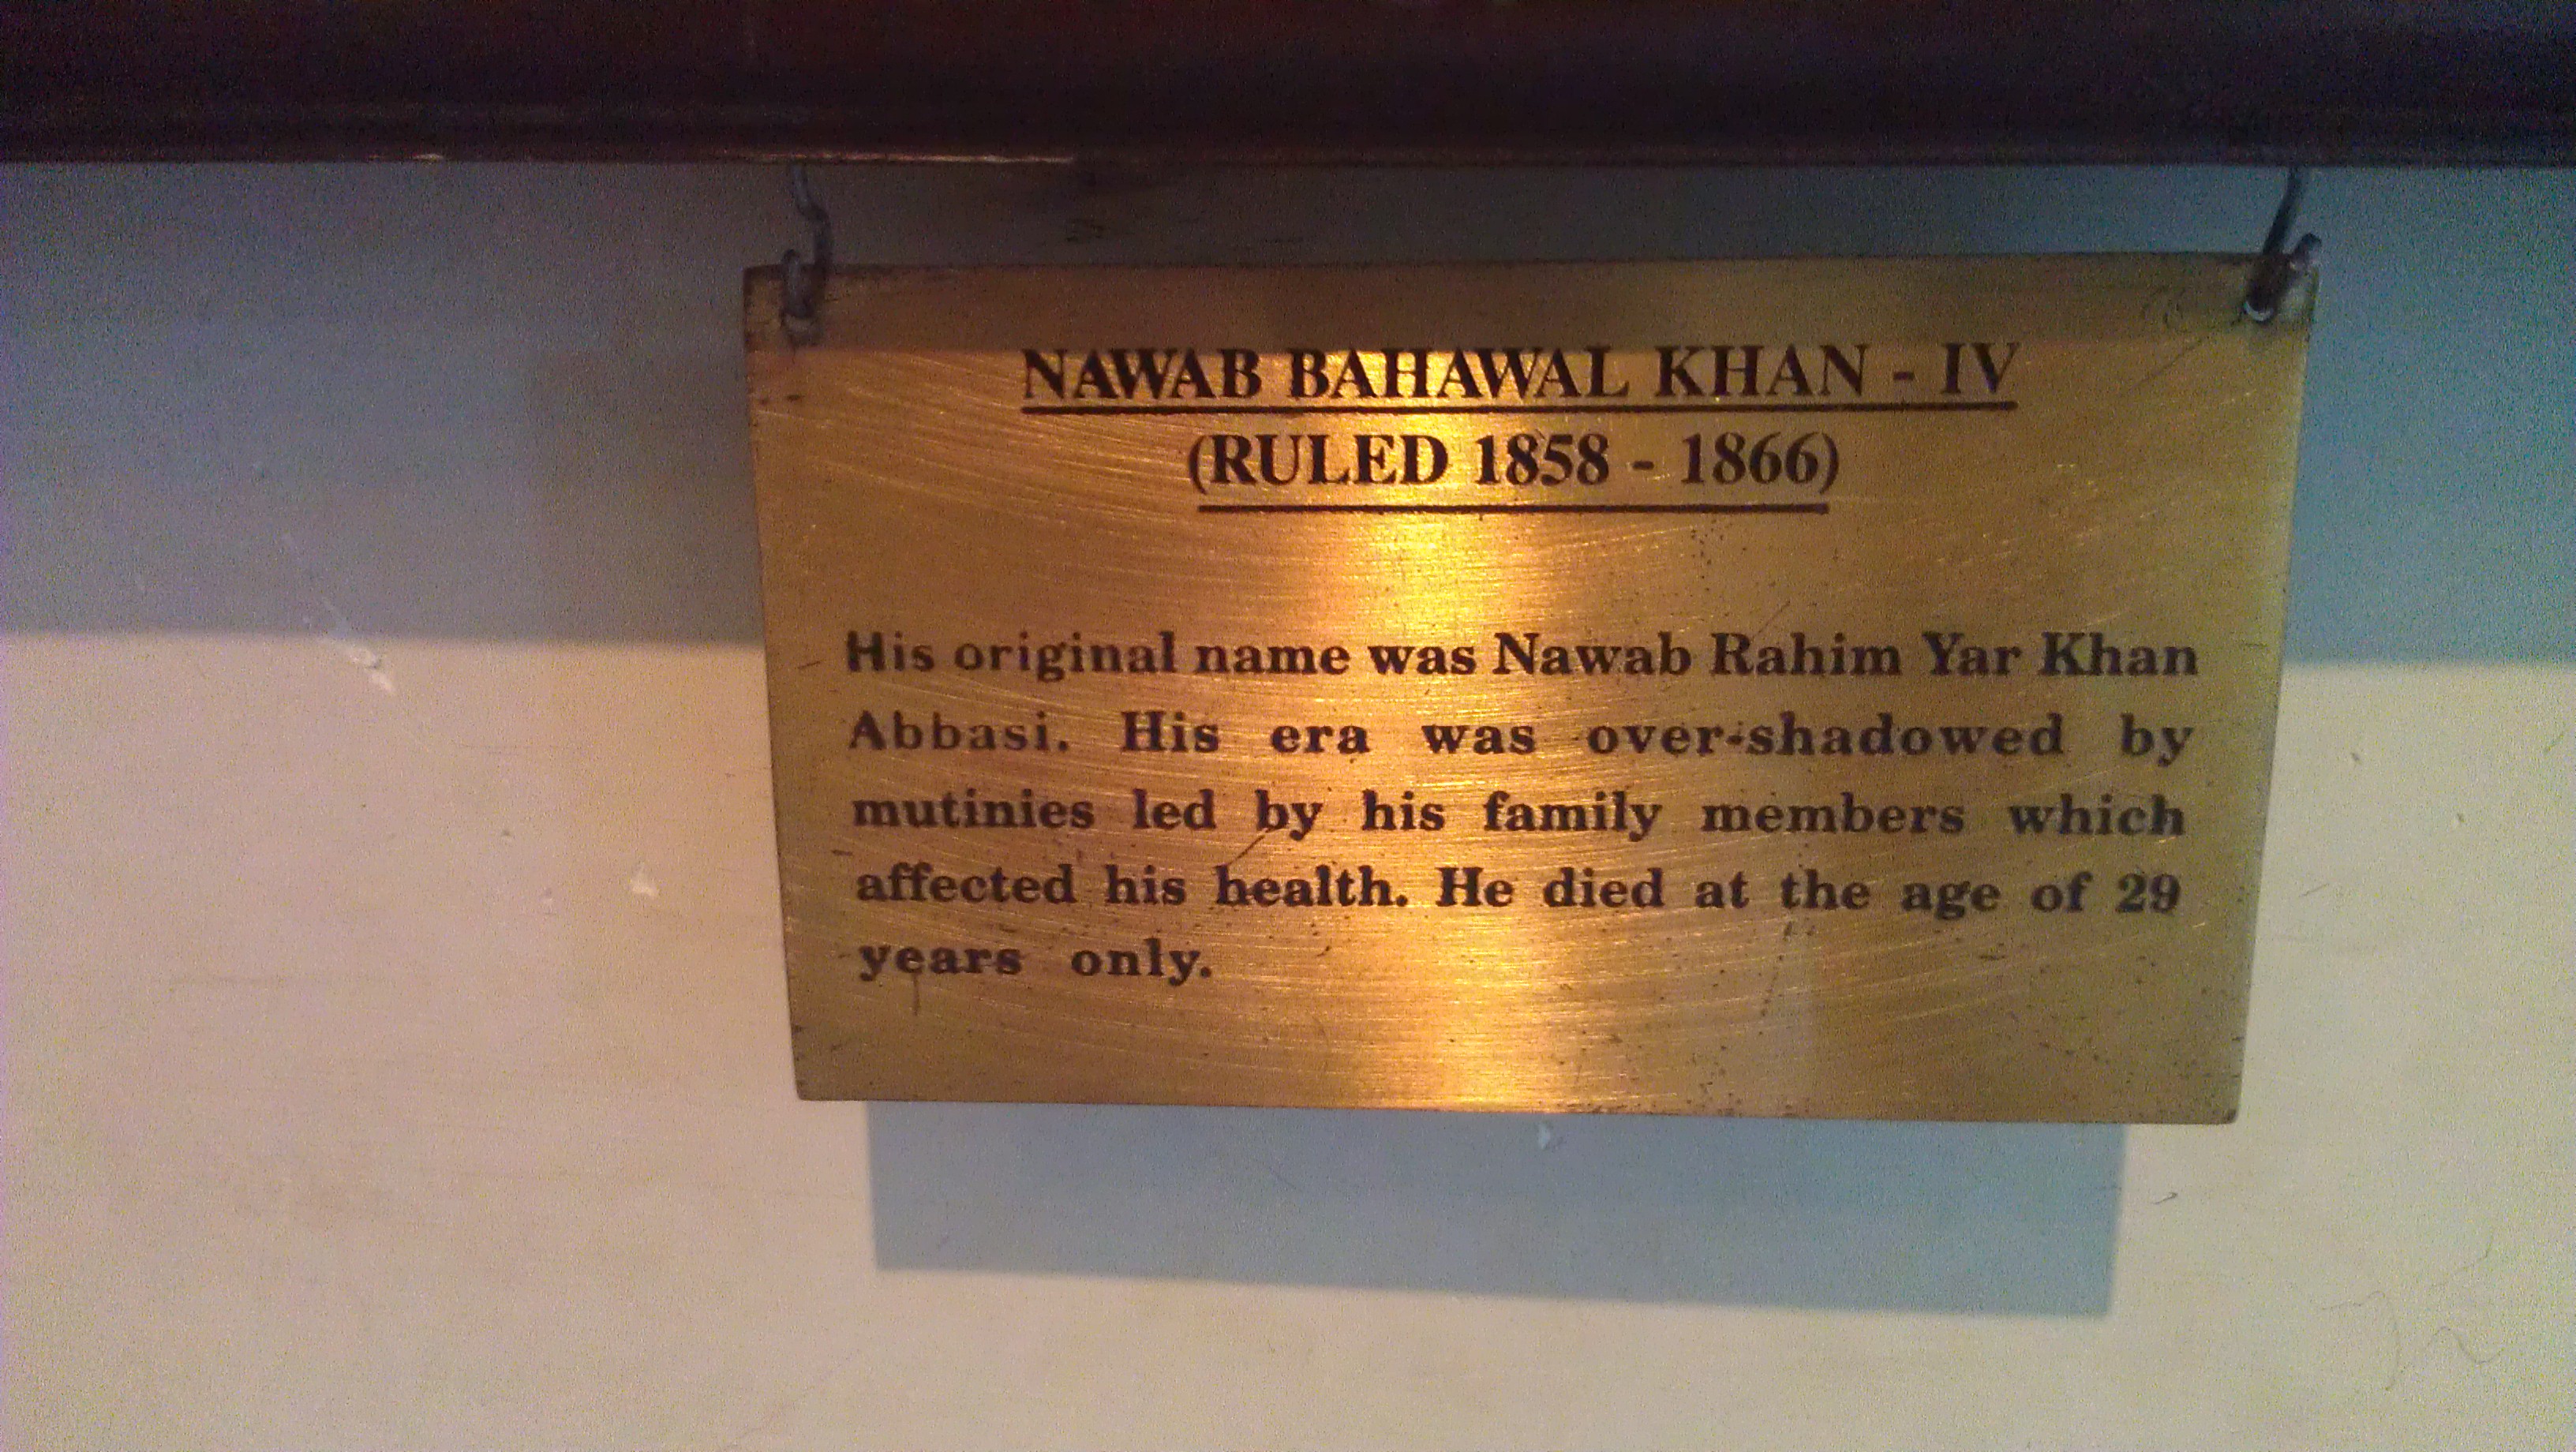 NAWAB BAHAWAL KHAN - IV
(RULED 1858 - 1866)
His original name was Nawab Rahim Yar Khan
Abbasi. His era was over-shadowed by
mutinies led by his family members which
affected his health. He died at the age of 29
years only.